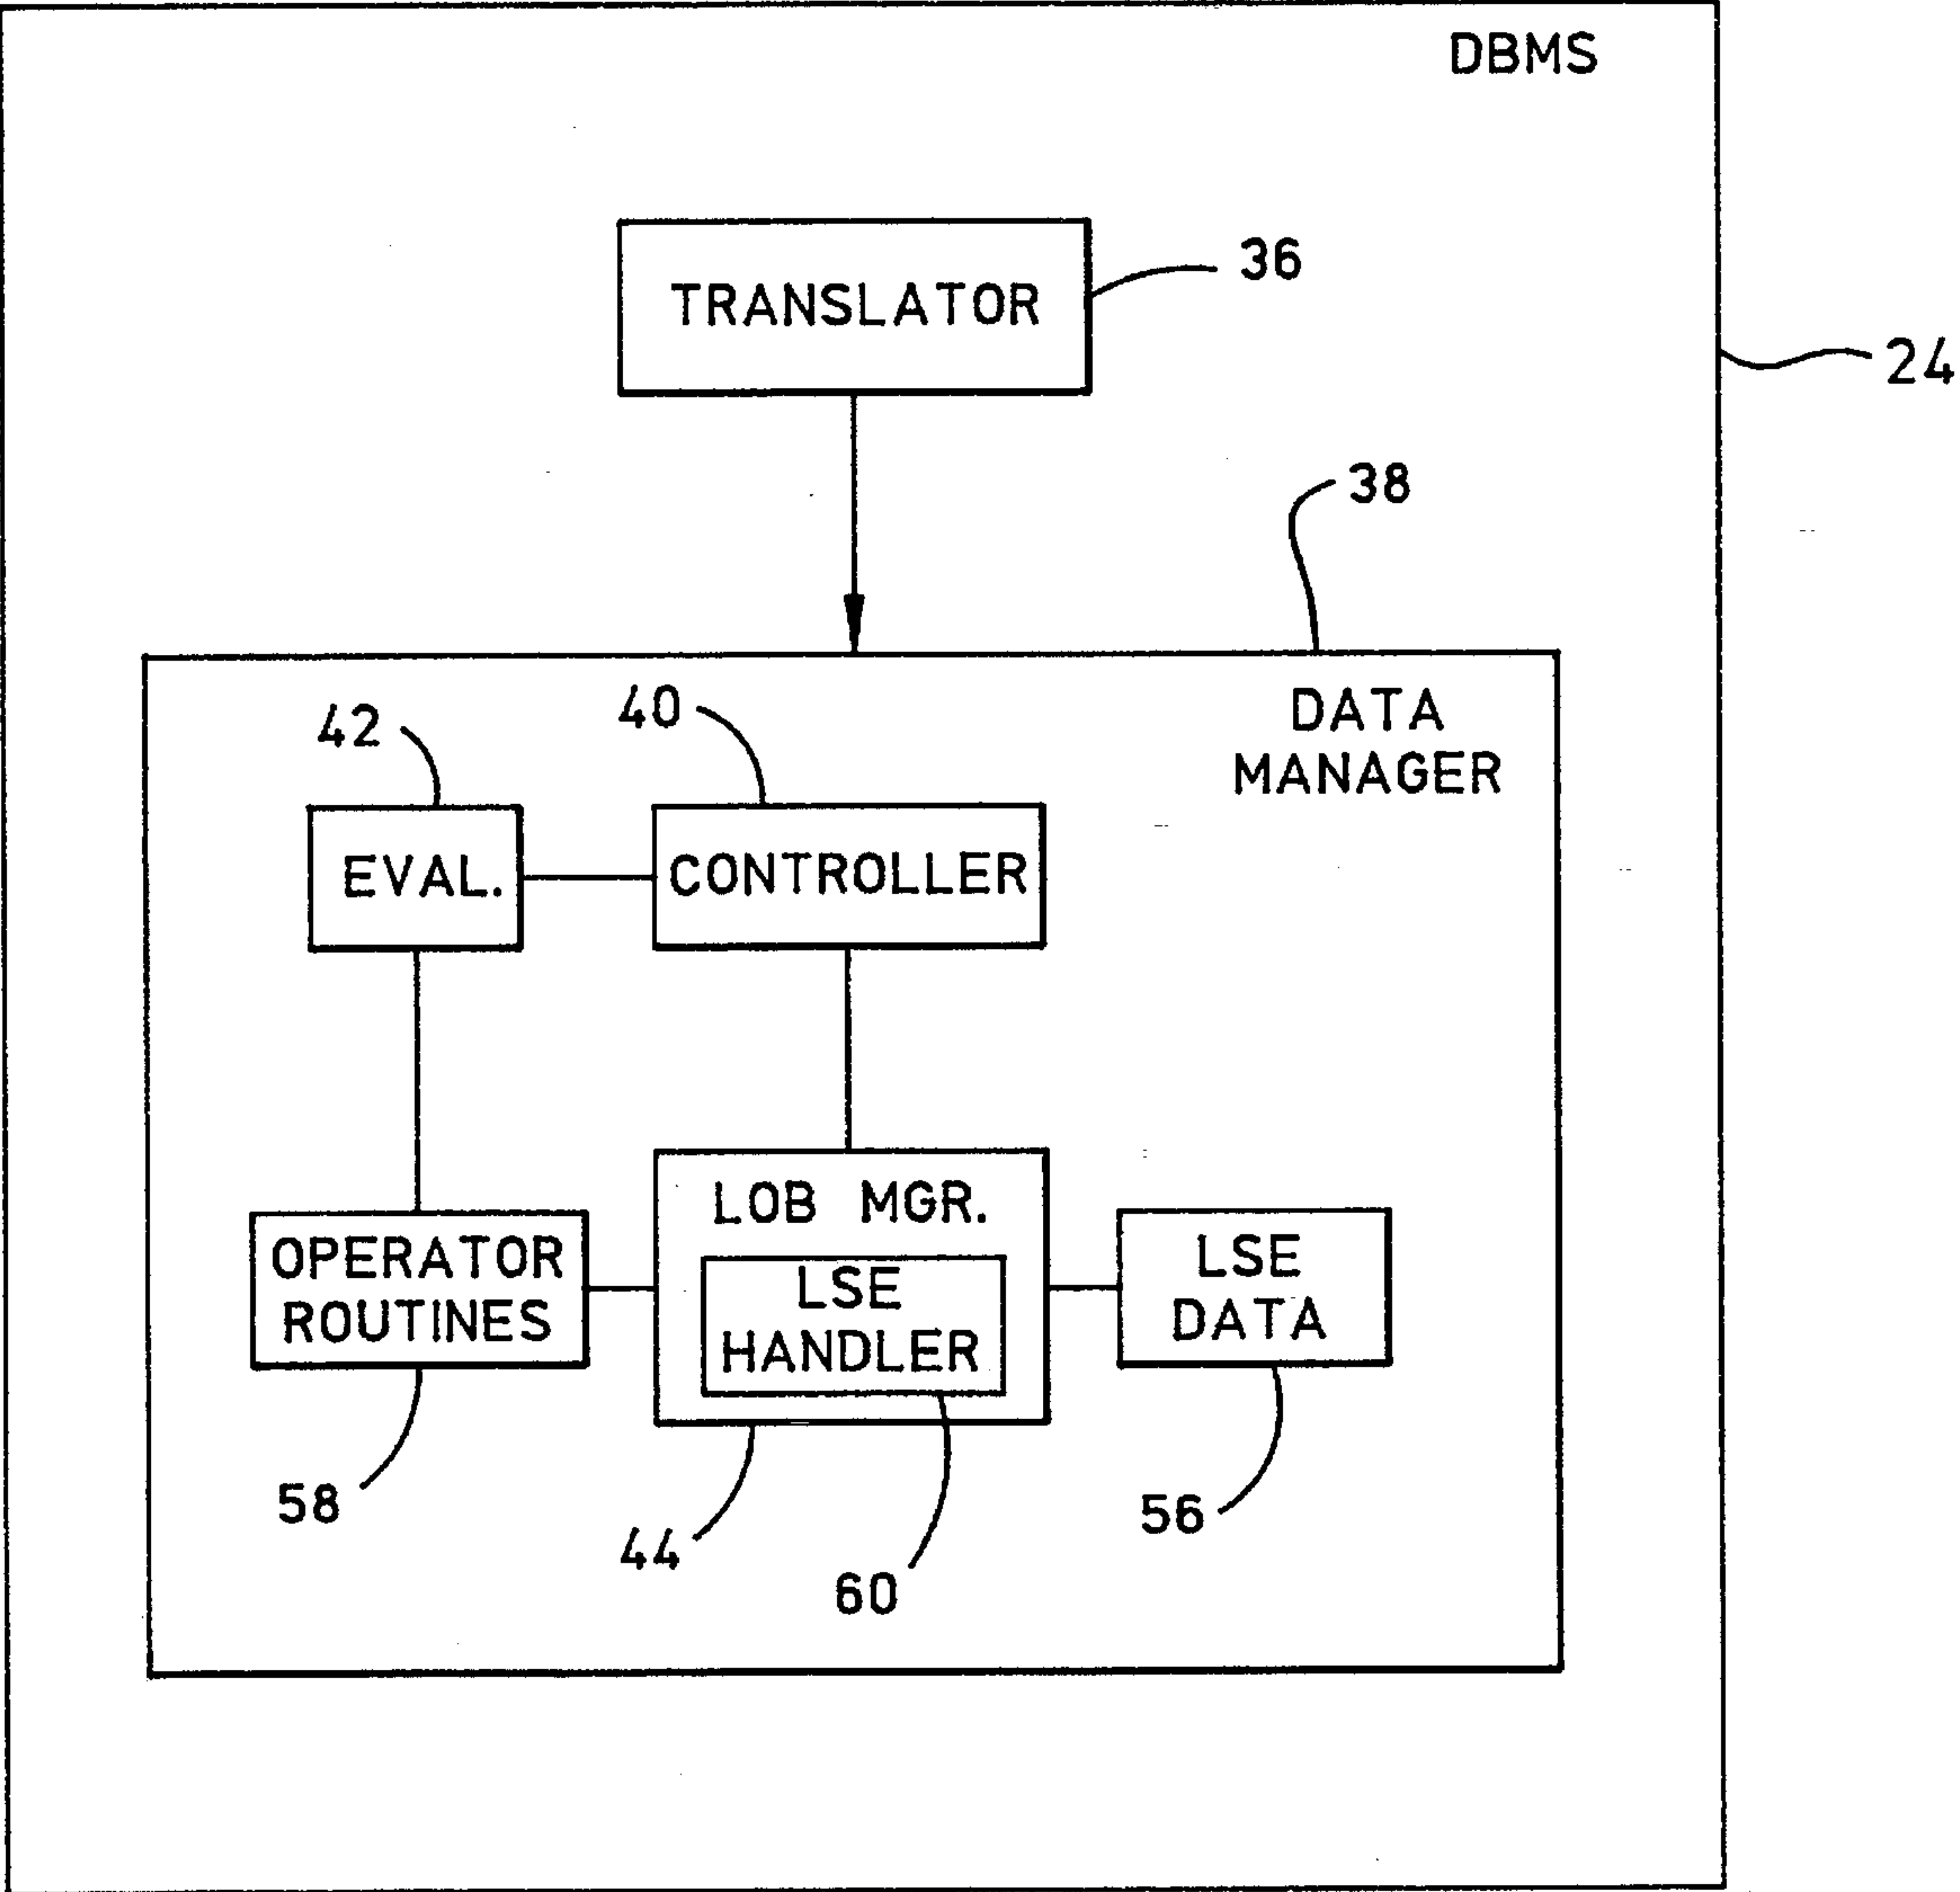 DBMS
TRANSLATOR
36
24
38
DATA
MANAGER
42
40
EVAL.
CONTROLLER
LOB MGR.
OPERATOR
ROUTINES
LSE
HANDLER
LSE
DATA
58
44
60
56